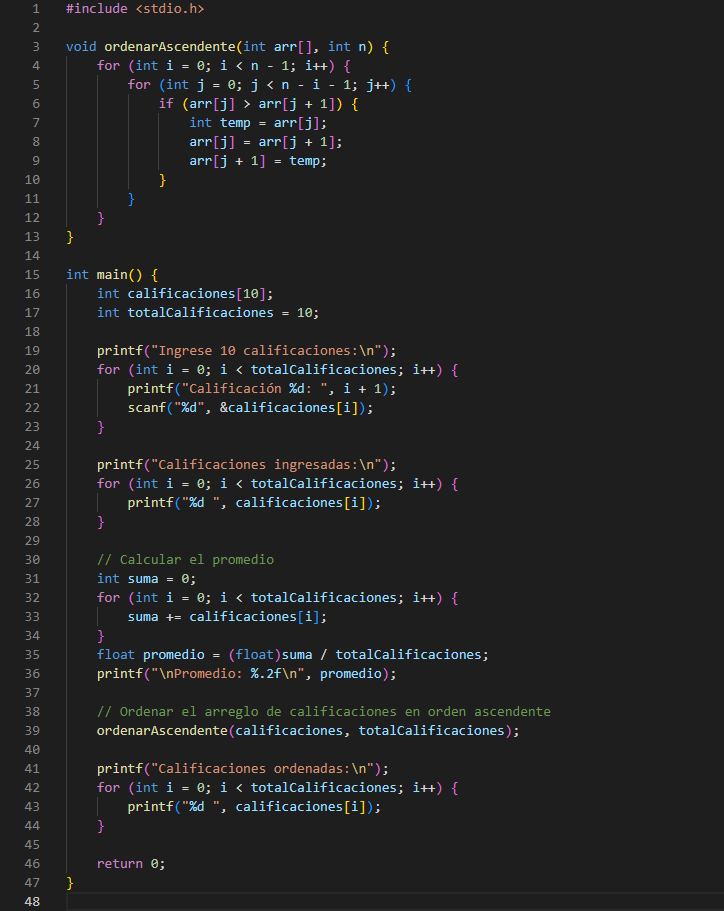 1 #include <stdio.h>
2
3 void ordenarAscendente(int arr[], int n) {
4     for (int i = 0; i < n - 1; i++) {
5         for (int j = 0; j < n - i - 1; j++) {
6             if (arr[j] > arr[j + 1]) {
7                 int temp = arr[j];
8                 arr[j] = arr[j + 1];
9                 arr[j + 1] = temp;
10             }
11         }
12     }
13 }
14
15 int main() {
16     int calificaciones[10];
17     int totalCalificaciones = 10;
18
19     printf("Ingrese 10 calificaciones:\n");
20     for (int i = 0; i < totalCalificaciones; i++) {
21         printf("Calificación %d: ", i + 1);
22         scanf("%d", &calificaciones[i]);
23     }
24
25     printf("Calificaciones ingresadas:\n");
26     for (int i = 0; i < totalCalificaciones; i++) {
27         printf("%d ", calificaciones[i]);
28     }
29
30     // Calcular el promedio
31     int suma = 0;
32     for (int i = 0; i < totalCalificaciones; i++) {
33         suma += calificaciones[i];
34     }
35     float promedio = (float)suma / totalCalificaciones;
36     printf("\nPromedio: %.2f\n", promedio);
37
38     // Ordenar el arreglo de calificaciones en orden ascendente
39     ordenarAscendente(calificaciones, totalCalificaciones);
40
41     printf("Calificaciones ordenadas:\n");
42     for (int i = 0; i < totalCalificaciones; i++) {
43         printf("%d ", calificaciones[i]);
44     }
45
46     return 0;
47 }
48